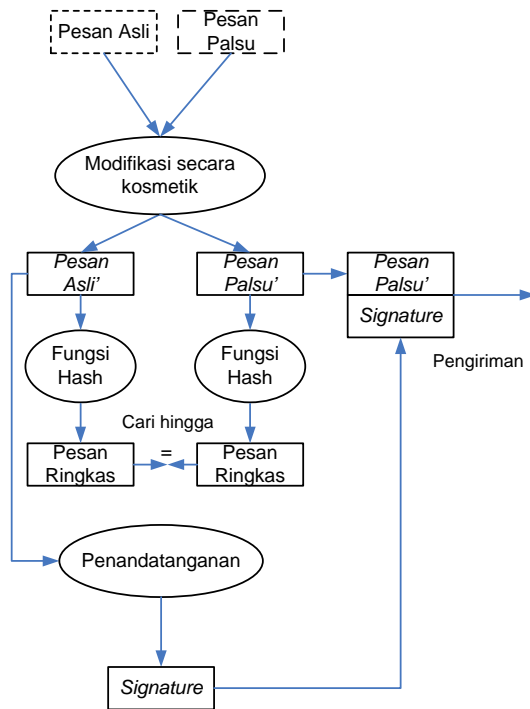 Pesan Asli
Pesan
Palsu
Modifikasi secara
kosmetik
Pesan
Asli'
Pesan
Palsu'
Pesan
Palsu'
Signature
Fungsi
Hash
Fungsi
Hash
Pengiriman
Cari hingga
=
Pesan
Ringkas
Pesan
Ringkas
Penandatanganan
Signature